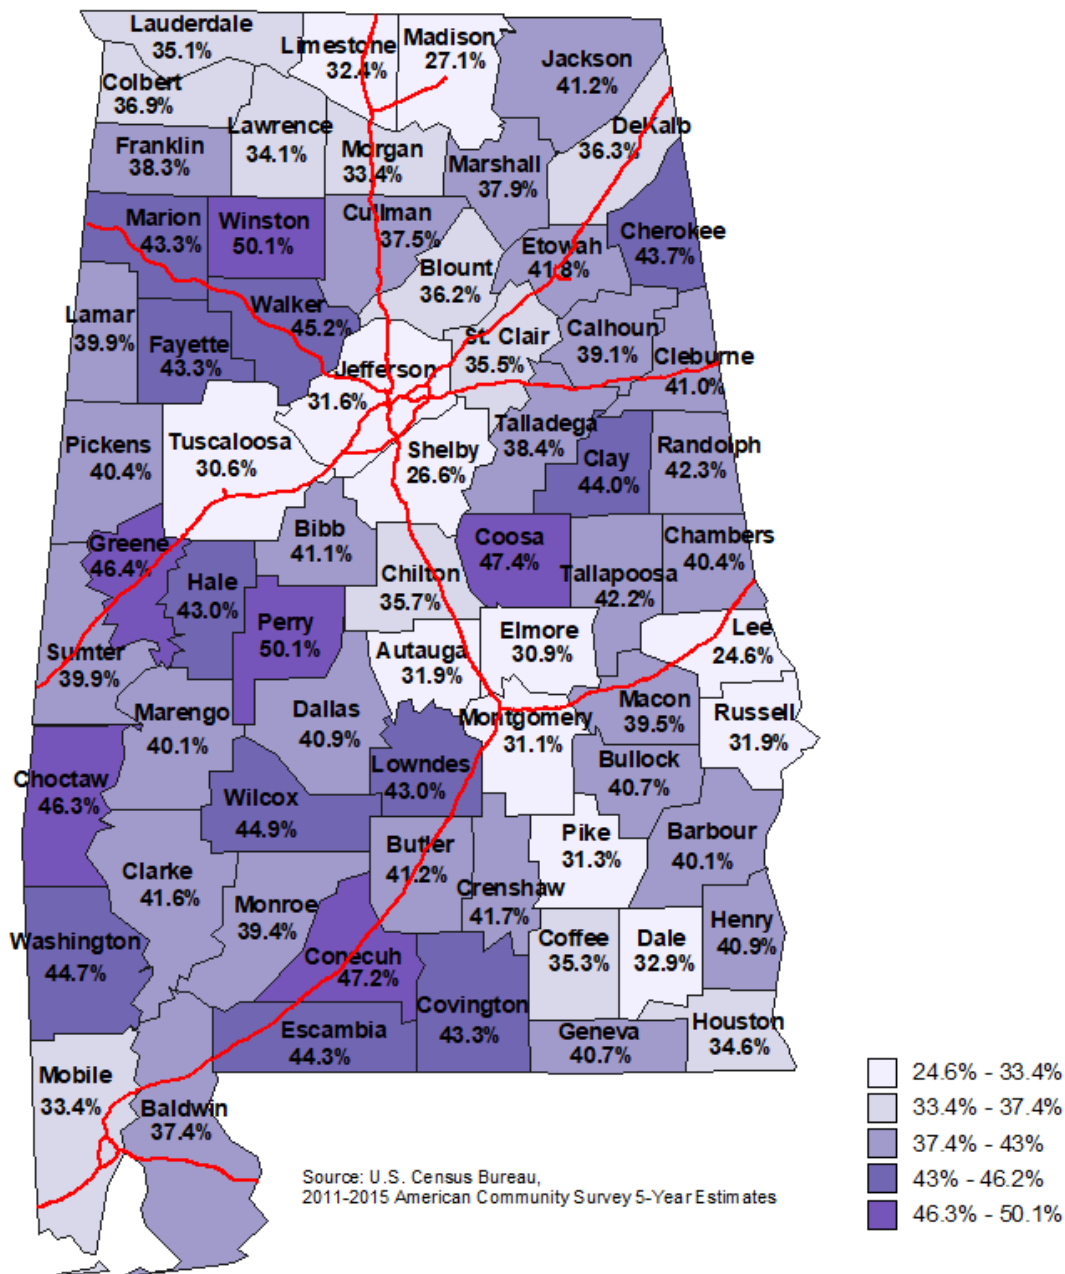 Lauderdale
35.1%
Limestone
32.4%
Madison
27.1%
Jackson
41.2%
Colbert
36.9%
Lawrence
34.1%
Morgan
33.4%
DeKalb
36.3%
Franklin
38.3%
Marshall
37.9%
Marion
43.3%
Winston
50.1%
Cullman
37.5%
Etowah
41.8%
Cherokee
43.7%
Blount
36.2%
Lamar
39.9%
Fayette
43.3%
Walker
45.2%
St. Clair
35.5%
Calhoun
39.1%
Cleburne
41.0%
Jefferson
31.6%
Pickens
40.4%
Tuscaloosa
30.6%
Shelby
26.6%
Talladega
38.4%
Clay
44.0%
Randolph
42.3%
Greene
46.4%
Hale
43.0%
Bibb
41.1%
Chilton
35.7%
Coosa
47.4%
Tallapoosa
42.2%
Chambers
40.4%
Perry
50.1%
Sumter
39.9%
Autauga
31.9%
Elmore
30.9%
Lee
24.6%
Marengo
40.1%
Dallas
40.9%
Montgomery
31.1%
Macon
39.5%
Russell
31.9%
Choctaw
46.3%
Wilcox
44.9%
Lowndes
43.0%
Bullock
40.7%
Clarke
41.6%
Butler
41.2%
Crenshaw
41.7%
Pike
31.3%
Barbour
40.1%
Washington
44.7%
Monroe
39.4%
Conecuh
47.2%
Coffee
35.3%
Dale
32.9%
Henry
40.9%
Escambia
44.3%
Covington
43.3%
Geneva
40.7%
Houston
34.6%
Mobile
33.4%
Baldwin
37.4%
24.6% - 33.4%
33.4% - 37.4%
37.4% - 43%
43% - 46.2%
46.3% - 50.1%
Source: U.S. Census Bureau,
2011-2015 American Community Survey 5-Year Estimates